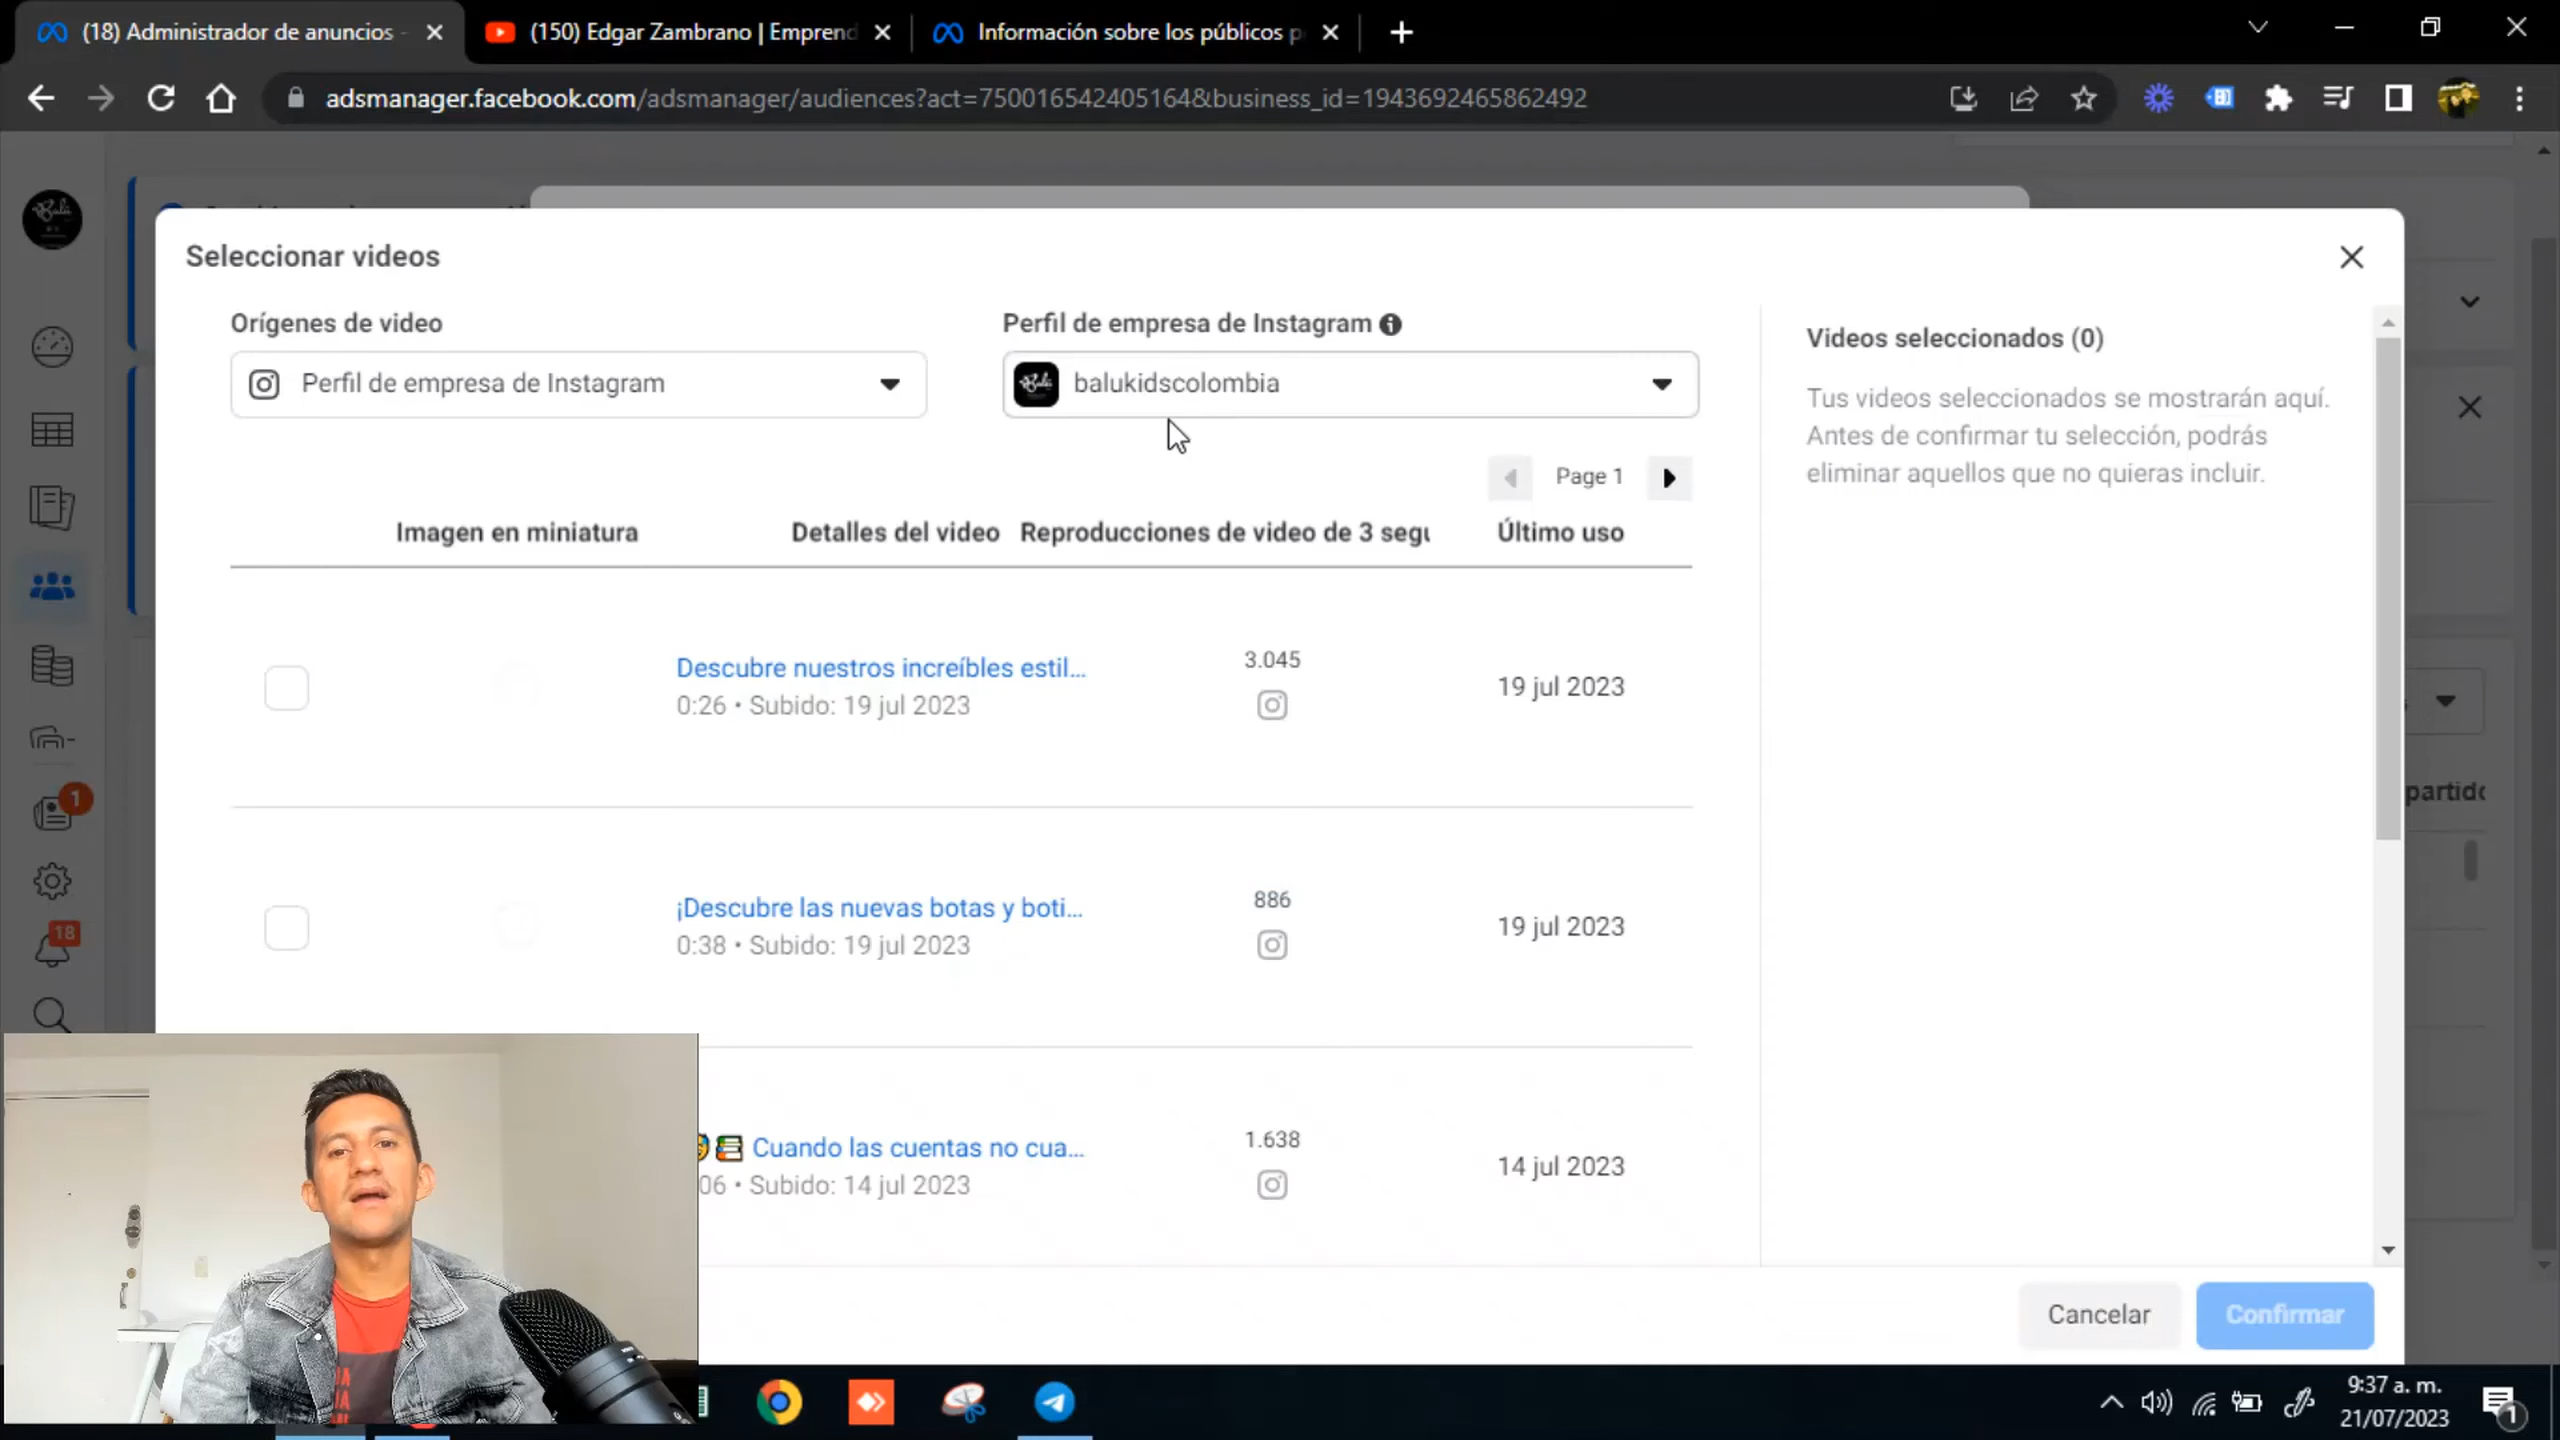 (18) Administrador de anuncios -
(150) Edgar Zambrano | Emprend
Información sobre los públicos p
adsmanager.facebook.com/adsmanager/audiences?act=750016542405164&business_id=1943692465862492
Seleccionar videos
Orígenes de video
Perfil de empresa de Instagram
Perfil de empresa de Instagram
balukidscolombia
Videos seleccionados (0)
Tus videos seleccionados se mostrarán aquí.
Antes de confirmar tu selección, podrás
eliminar aquellos que no quieras incluir.
Page 1
Imagen en miniatura
Detalles del video
Reproducciones de video de 3 segu
Último uso
Descubre nuestros increíbles estil...
0:26 • Subido: 19 jul 2023
3.045
19 jul 2023
¡Descubre las nuevas botas y boti...
0:38 • Subido: 19 jul 2023
886
19 jul 2023
Cuando las cuentas no cua...
06 • Subido: 14 jul 2023
1.638
14 jul 2023
partido
1
18
Cancelar
Confirmar
9:37 a. m.
21/07/2023
1